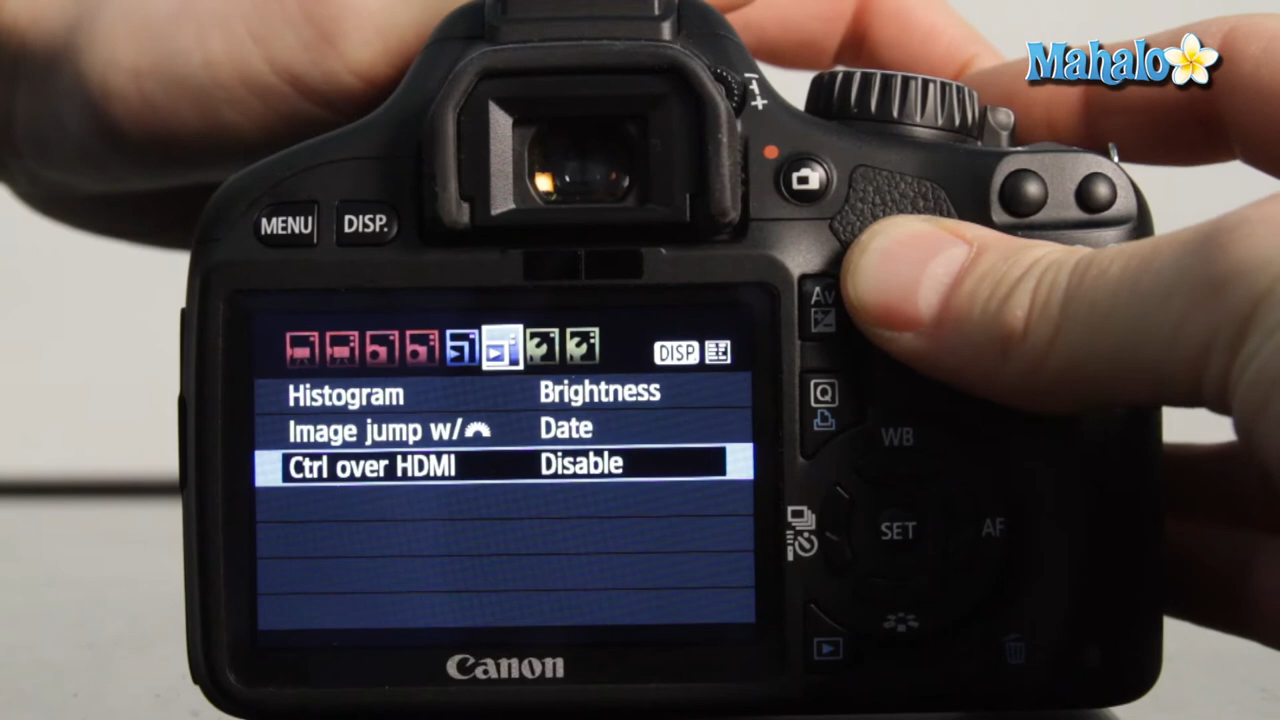 Mahalo
MENU
DISP.
Av
DISP.
Histogram Brightness
Image jump w/ Date
Ctrl over HDMI Disable
Q
WB
SET
AF
Canon